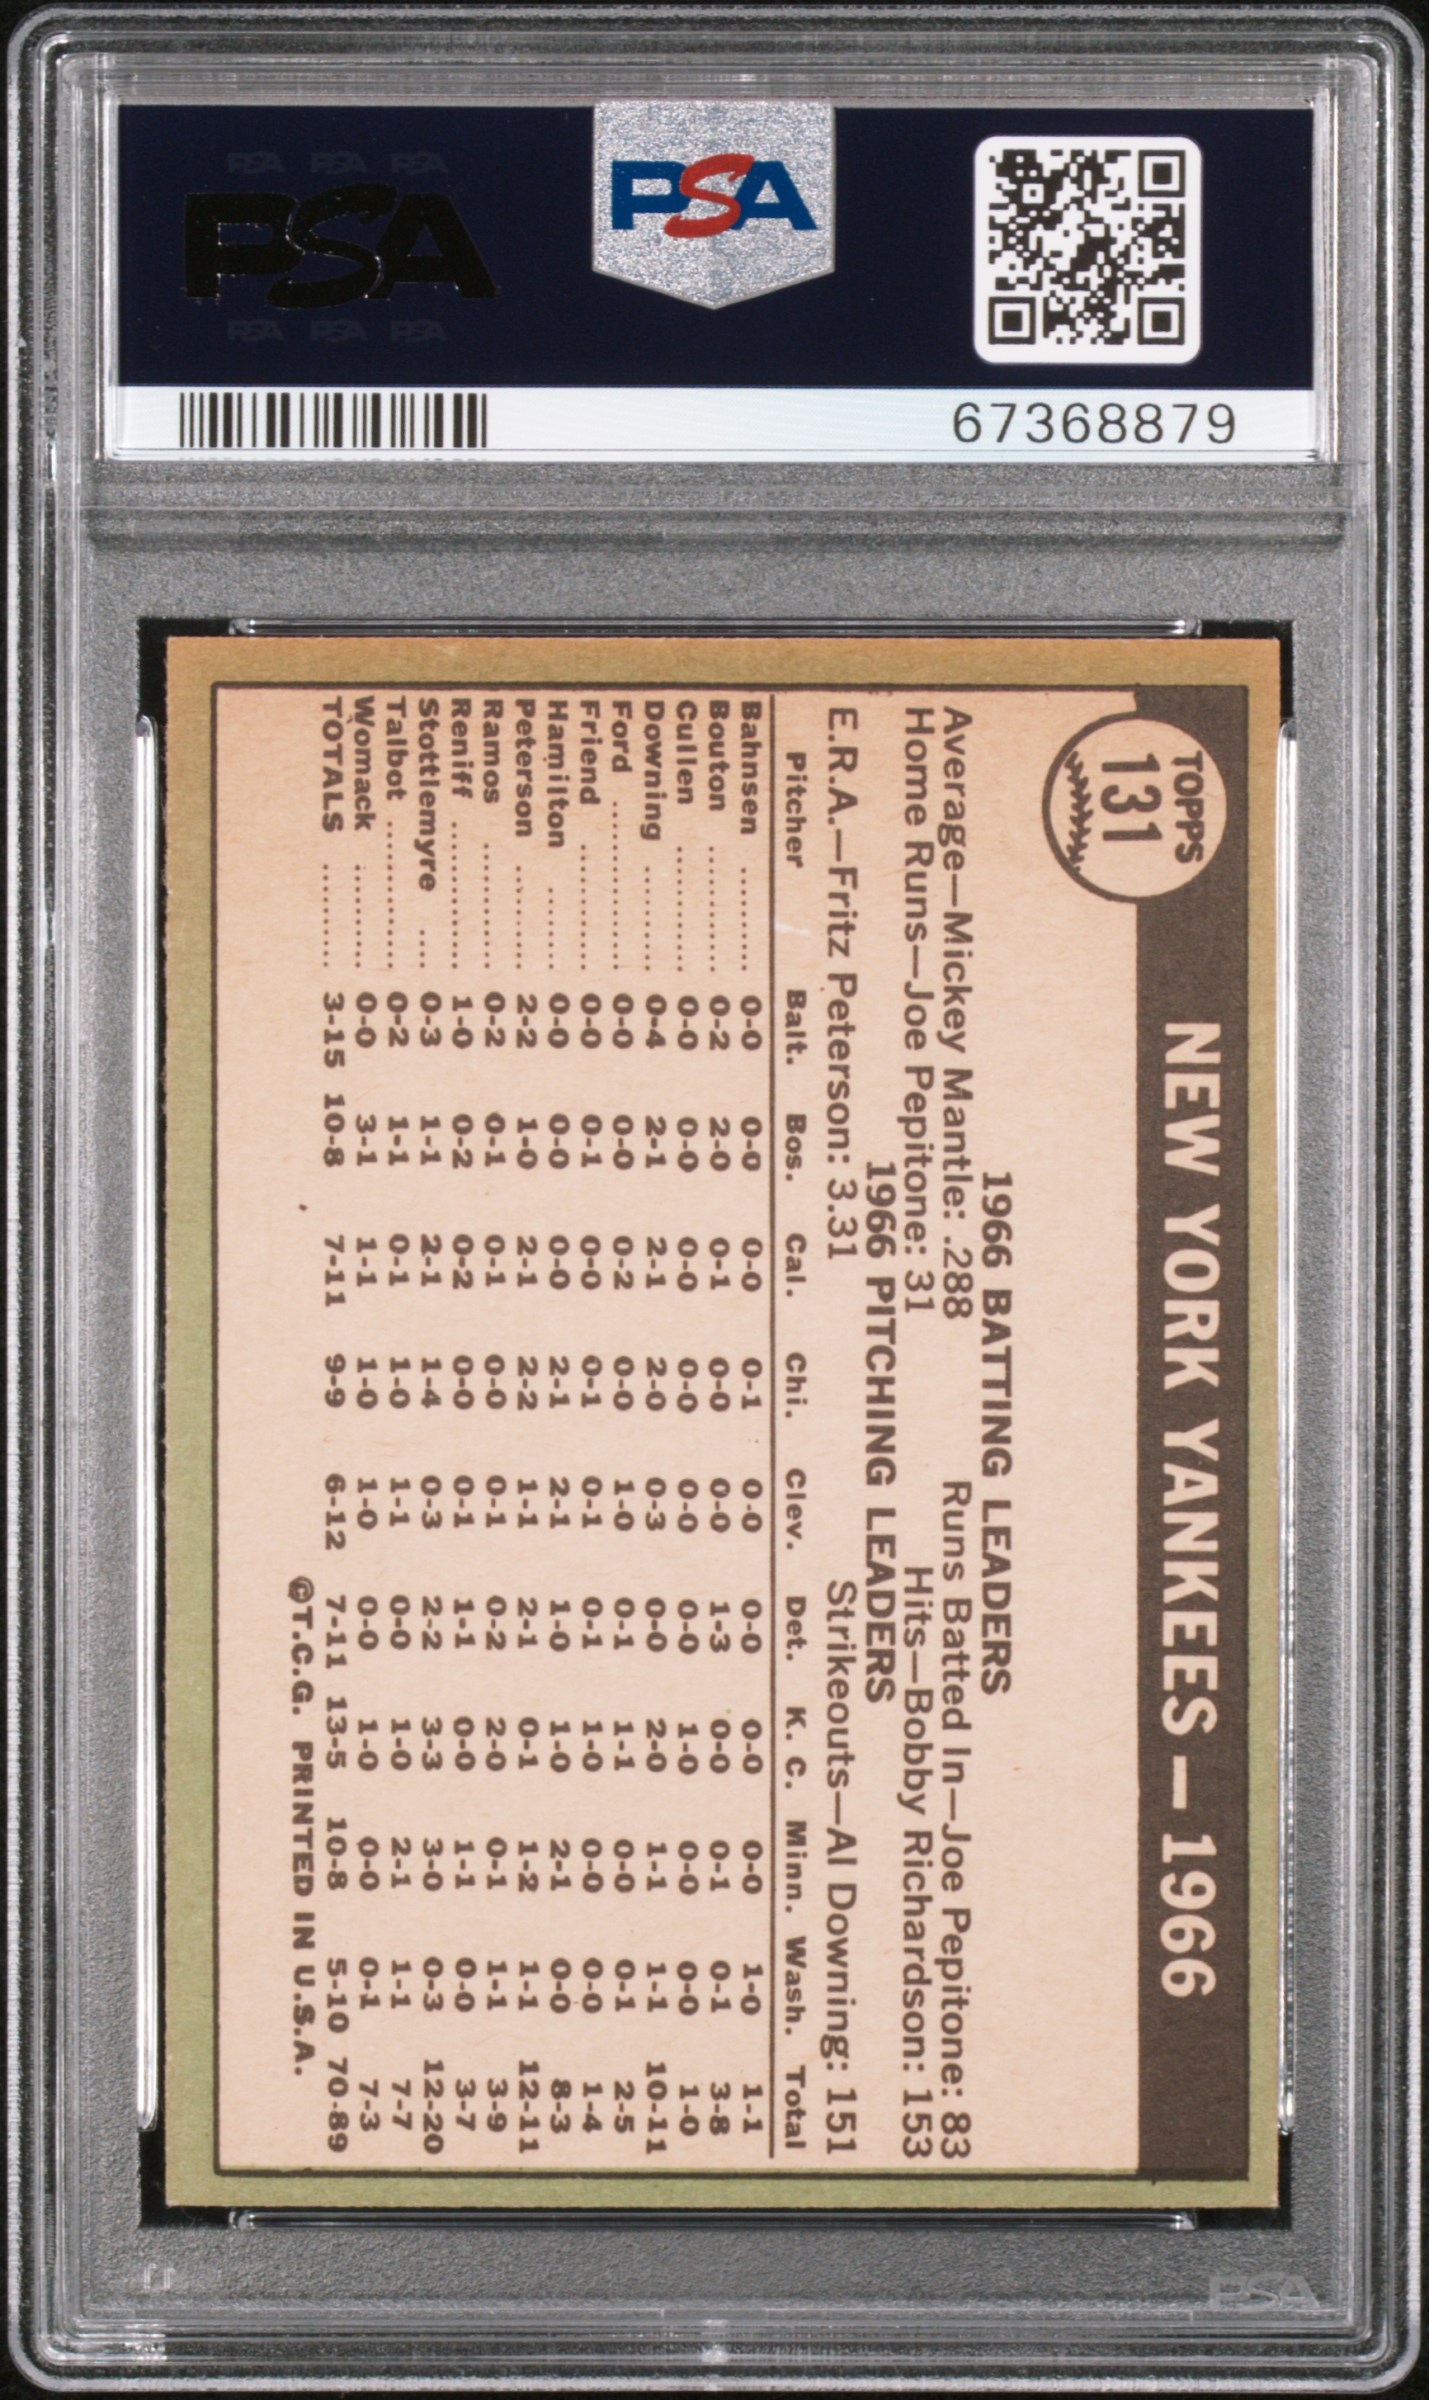 PSA PSA PSA
PSA
PSA PSA PSA
PSA
67368879
TOPPS
131
NEW YORK YANKEES—1966
1966 BATTING LEADERS
Average—Mickey Mantle: .288 Runs Batted In—Joe Pepitone: 83
Home Runs—Joe Pepitone: 31 Hits—Bobby Richardson: 153
1966 PITCHING LEADERS
E.R.A.—Fritz Peterson: 3.31 Strikeouts—Al Downing: 151
Pitcher Balt. Bos. Cal. Chi. Clev. Det. K. C. Minn. Wash. Total
Bahnsen .......... 0-0 0-0 0-0 0-1 0-0 0-0 0-0 0-0 1-0 1-1
Bouton ............ 0-2 2-0 0-1 0-0 0-0 1-3 0-0 0-1 0-1 3-8
Cullen ............ 0-0 0-0 0-0 0-0 0-0 0-0 1-0 0-0 0-0 1-0
Downing .......... 0-4 2-1 2-1 2-0 0-3 0-0 2-0 1-1 1-1 10-11
Ford ................ 0-0 0-0 0-2 0-0 1-0 0-1 1-1 0-0 0-1 2-5
Friend ............ 0-0 0-1 0-0 0-1 0-1 0-1 1-0 0-0 0-0 1-4
Hamilton ........ 0-0 0-0 0-0 2-1 2-1 1-0 1-0 2-1 0-0 8-3
Peterson .......... 2-2 1-0 2-1 2-2 1-1 2-1 0-1 1-2 1-1 12-11
Ramos ............ 0-2 0-1 0-1 0-0 0-1 0-2 2-0 0-1 1-1 3-9
Reniff .............. 1-0 0-2 0-2 0-0 0-1 1-1 0-0 1-1 0-0 3-7
Stottlemyre .... 0-3 1-1 2-1 1-4 0-3 2-2 3-3 3-0 0-3 12-20
Talbot .............. 0-2 1-1 0-1 1-0 1-1 0-0 1-0 2-1 1-1 7-7
Womack .......... 0-0 3-1 1-1 1-0 1-0 0-0 1-0 0-0 0-1 7-3
TOTALS .......... 3-15 10-8 7-11 9-9 6-12 7-11 13-5 10-8 5-10 70-89
©T.C.G. PRINTED IN U.S.A.
PSA